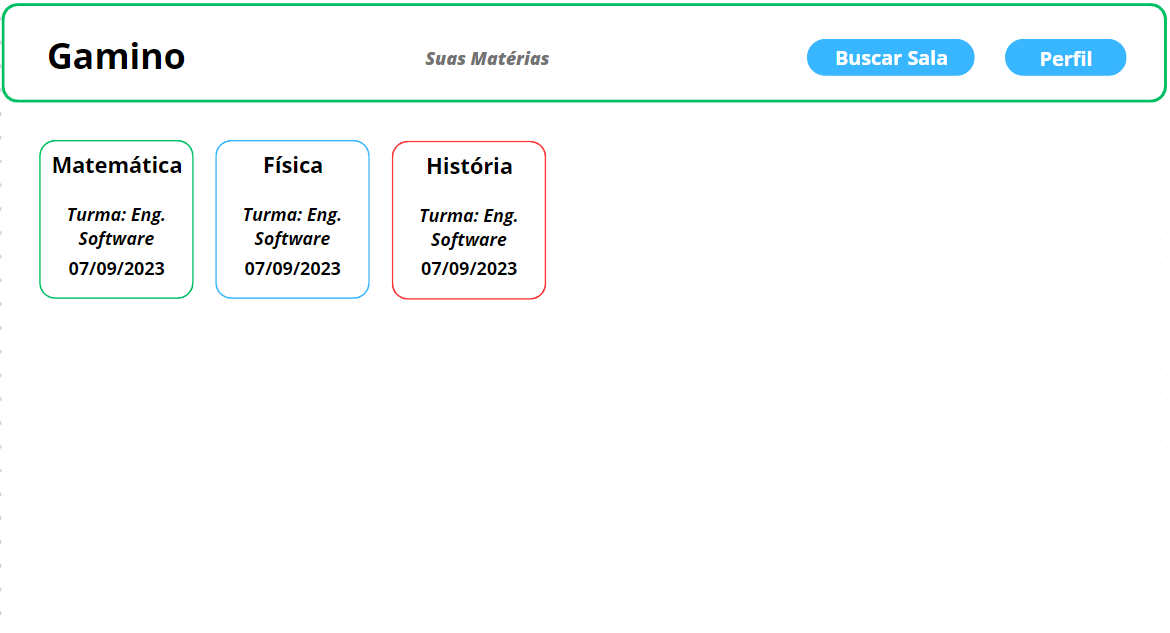 Gamino
Suas Matérias
Buscar Sala
Perfil
Matemática
Turma: Eng.
Software
07/09/2023
Física
Turma: Eng.
Software
07/09/2023
História
Turma: Eng.
Software
07/09/2023